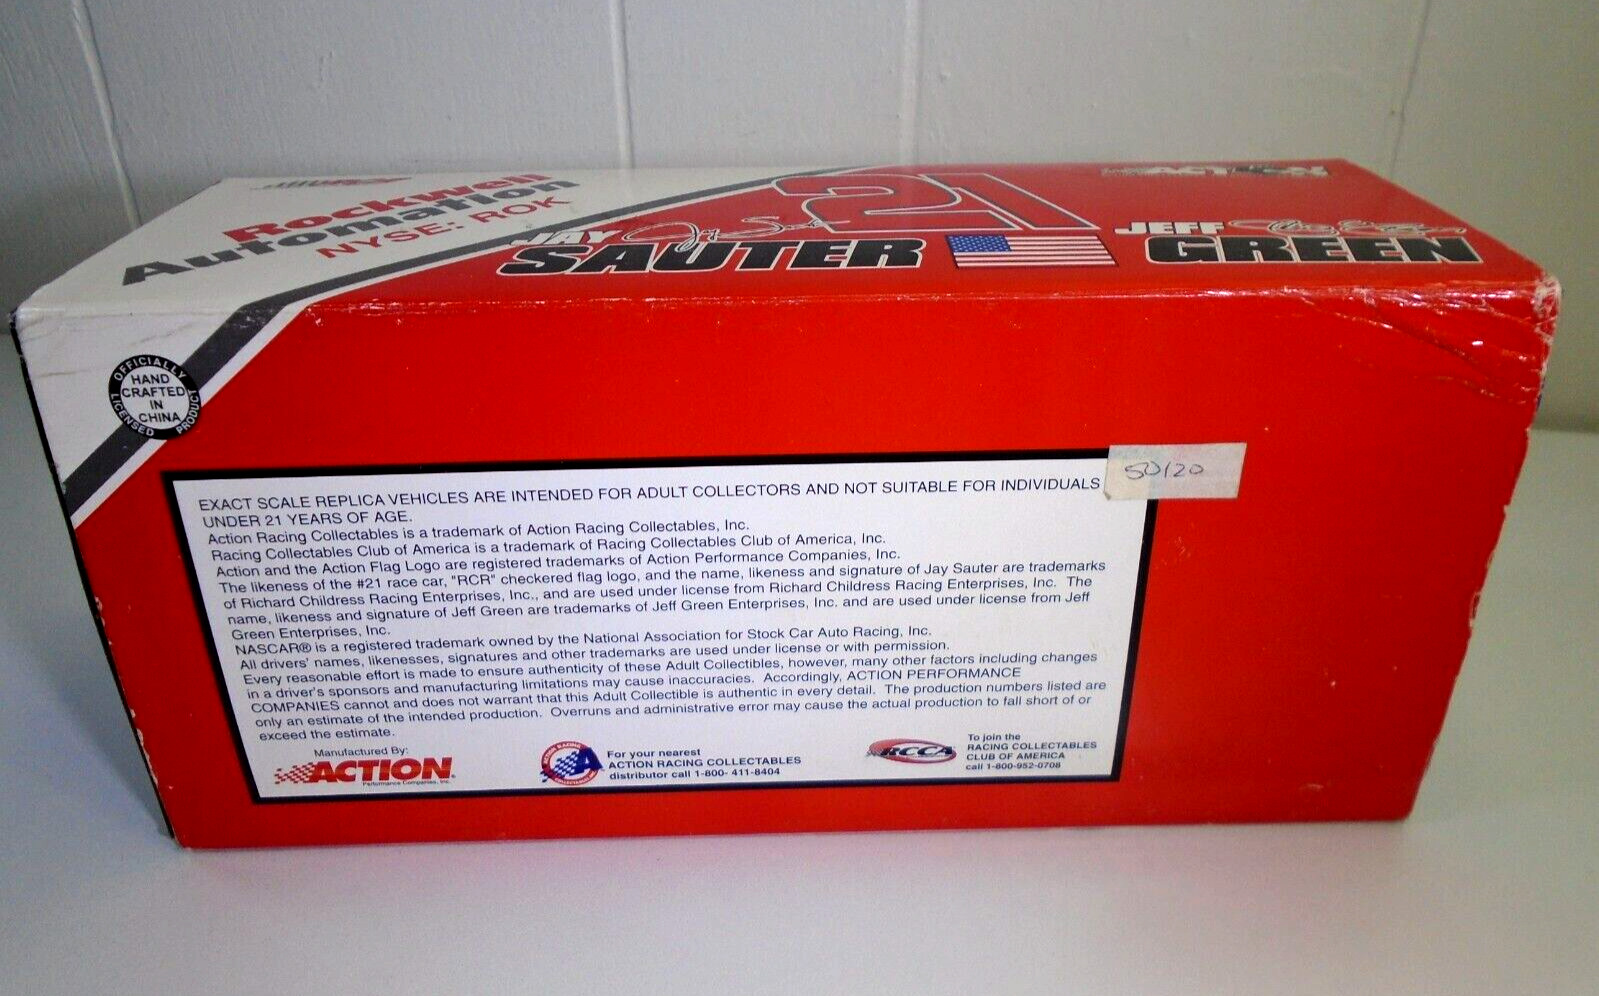 Rockwell
Automation
NYSE: ROK
21
JAY
SAUTER
JEFF
GREEN
ACTION
OFFICIALLY
LICENSED PRODUCT
HAND
CRAFTED
IN
CHINA
50120
EXACT SCALE REPLICA VEHICLES ARE INTENDED FOR ADULT COLLECTORS AND NOT SUITABLE FOR INDIVIDUALS
UNDER 21 YEARS OF AGE.
Action Racing Collectables is a trademark of Action Racing Collectables, Inc.
Racing Collectables Club of America is a trademark of Racing Collectables Club of America, Inc.
Action and the Action Flag Logo are registered trademarks of Action Performance Companies, Inc.
The likeness of the #21 race car, "RCR" checkered flag logo, and the name, likeness and signature of Jay Sauter are trademarks
of Richard Childress Racing Enterprises, Inc., and are used under license from Richard Childress Racing Enterprises, Inc. The
name, likeness and signature of Jeff Green are trademarks of Jeff Green Enterprises, Inc. and are used under license from Jeff
Green Enterprises, Inc.
NASCAR® is a registered trademark owned by the National Association for Stock Car Auto Racing, Inc.
All drivers' names, likenesses, signatures and other trademarks are used under license or with permission.
Every reasonable effort is made to ensure authenticity of these Adult Collectibles, however, many other factors including changes
in a driver's sponsors and manufacturing limitations may cause inaccuracies. Accordingly, ACTION PERFORMANCE
COMPANIES cannot and does not warrant that this Adult Collectible is authentic in every detail. The production numbers listed are
only an estimate of the intended production. Overruns and administrative error may cause the actual production to fall short of or
exceed the estimate.
Manufactured By:
ACTION
Performance Companies, Inc.
For your nearest
ACTION RACING COLLECTABLES
distributor call 1-800- 411-8404
RCCA
To join the
RACING COLLECTABLES
CLUB OF AMERICA
call 1-800-952-0708